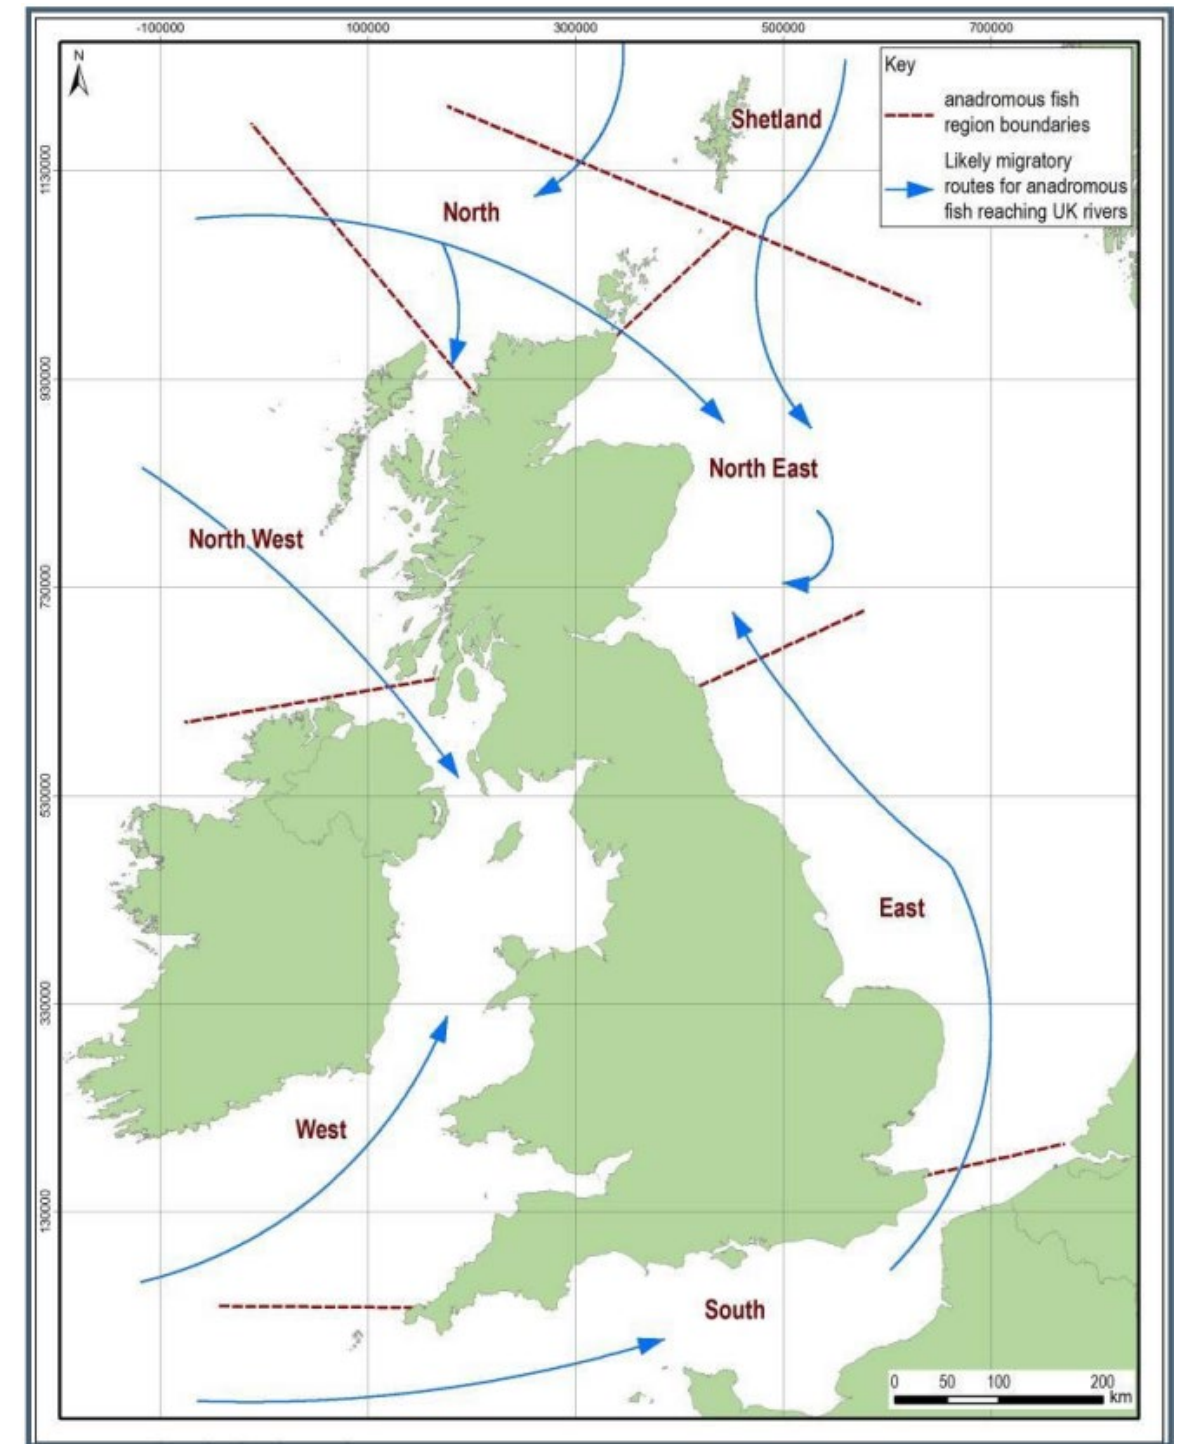 -100000 100000 300000 500000 700000
N
Key
anadromous fish
region boundaries
Likely migratory
routes for anadromous
fish reaching UK rivers
Shetland
1130000
North
930000
North East
North West
730000
530000
East
330000
West
130000
South
0 50 100 200
km